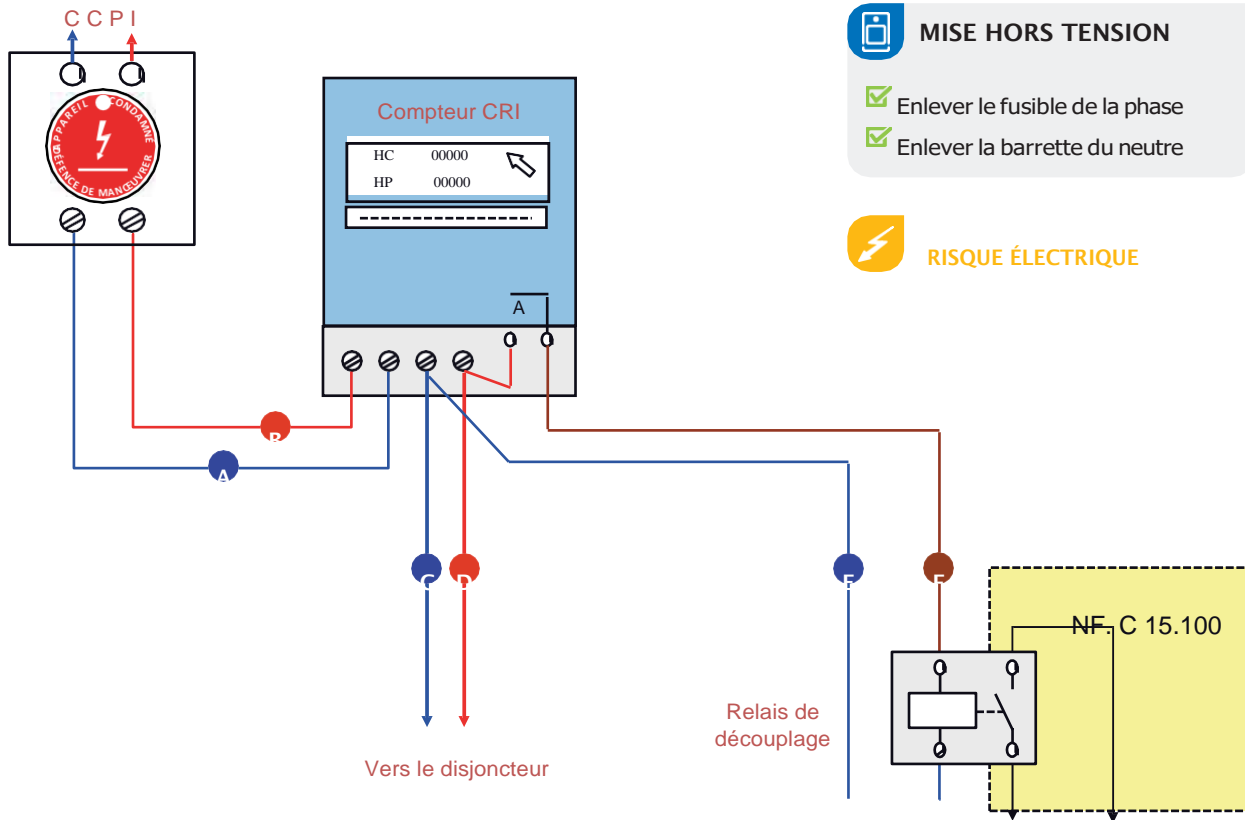 C C P I
APPAREIL CONDAMNÉ
DÉFENCE DE MANŒUVRER
Compteur CRI
HC 00000
HP 00000
A
B
A
C
D
NF. C 15.100
Relais de
découplage
Vers le disjoncteur
MISE HORS TENSION
Enlever le fusible de la phase
Enlever la barrette du neutre
RISQUE ÉLECTRIQUE